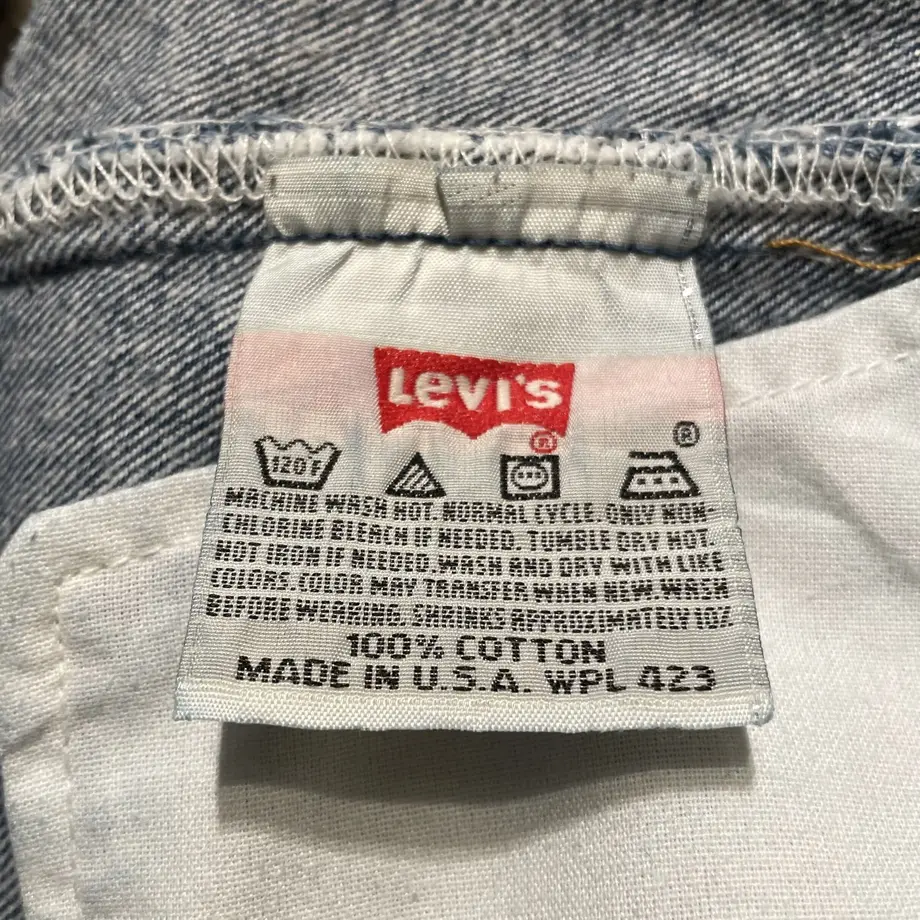 Levi's
®
®
120F
MACHINE WASH HOT. NORMAL CYCLE. ONLY NON-
CHLORINE BLEACH IF NEEDED. TUMBLE DRY HOT.
HOT IRON IF NEEDED. WASH AND DRY WITH LIKE
COLORS. COLOR MAY TRANSFER WHEN NEW. WASH
BEFORE WEARING. SHRINKS APPROXIMATELY 10%
100% COTTON
MADE IN U.S.A. WPL 423